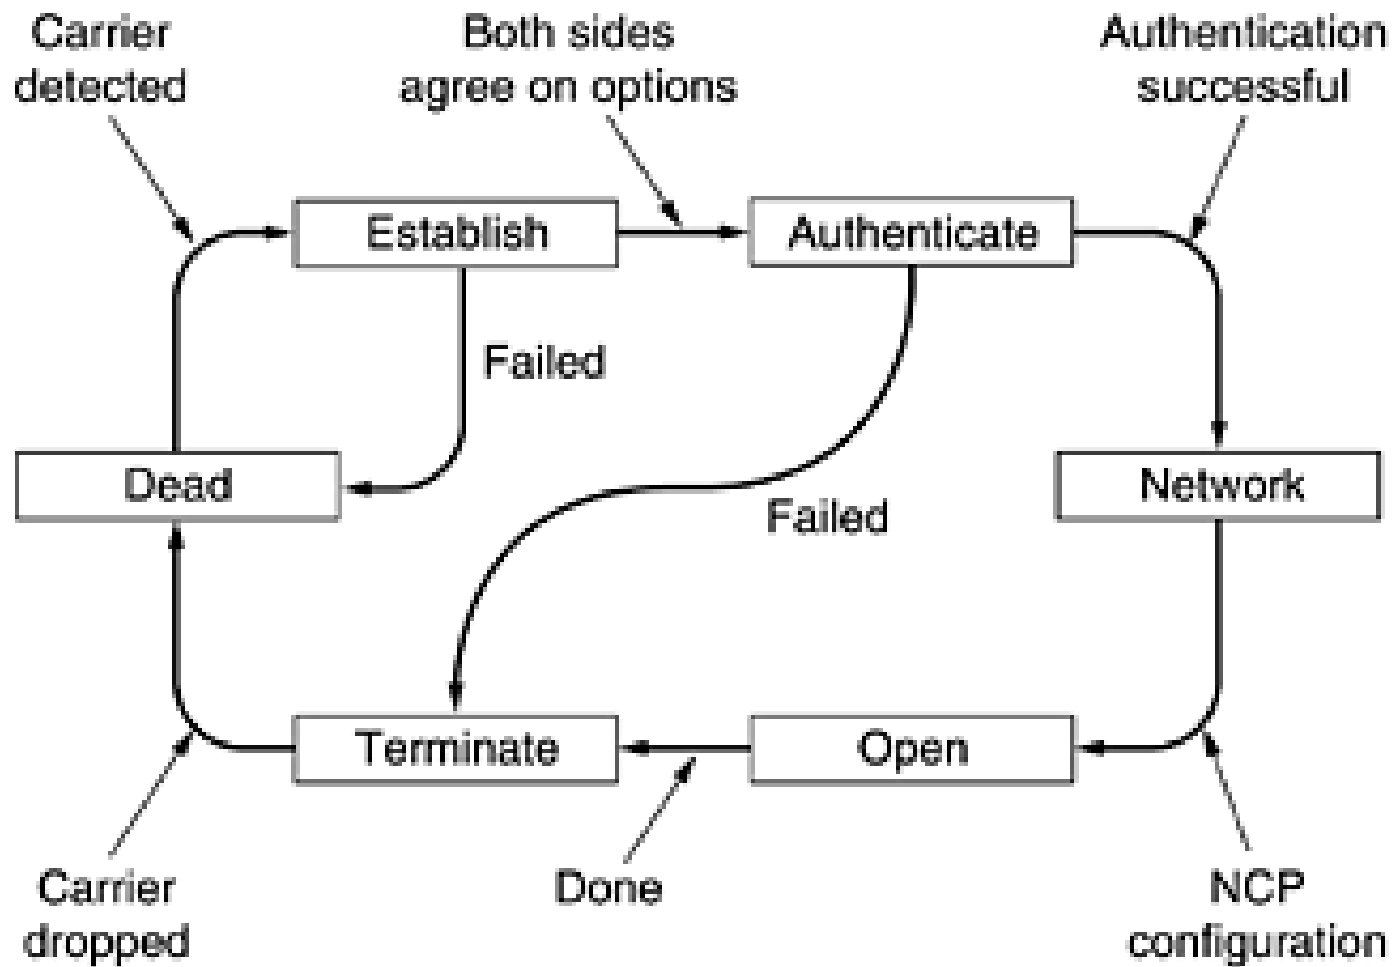 Carrier
detected
Both sides
agree on options
Authentication
successful
Establish
Authenticate
Failed
Dead
Network
Failed
Terminate
Open
Carrier
dropped
Done
NCP
configuration